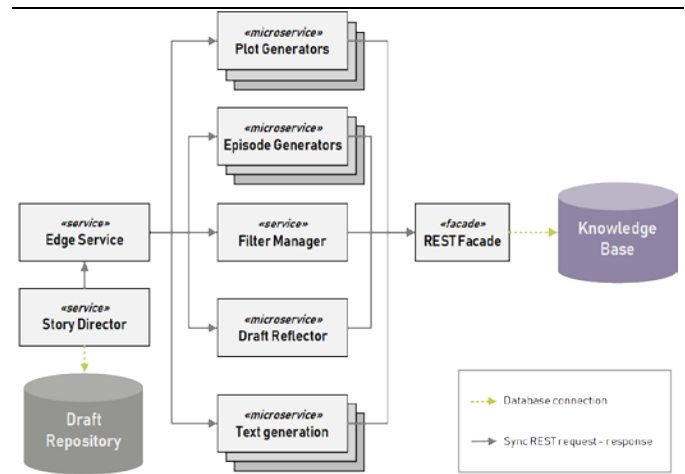 «microservice»
Plot Generators
«microservice»
Episode Generators
«service»
Edge Service
«service»
Filter Manager
«facade»
REST Facade
Knowledge
Base
«service»
Story Director
«microservice»
Draft Reflector
Draft
Repository
«microservice»
Text generation
Database connection
Sync REST request - response